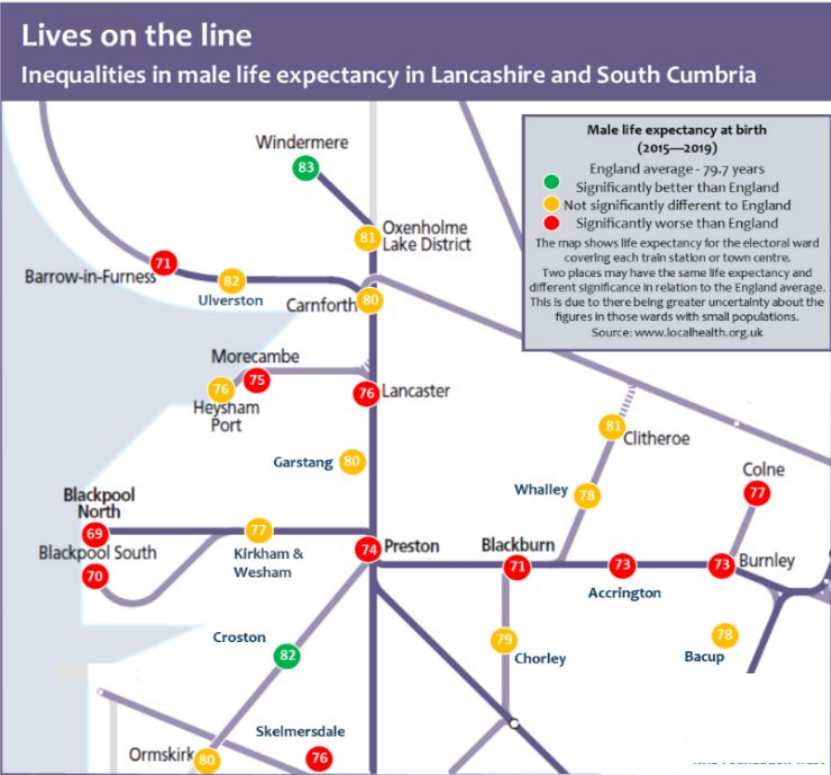 Lives on the line
Inequalities in male life expectancy in Lancashire and South Cumbria
Male life expectancy at birth
(2015—2019)
England average - 79.7 years
Significantly better than England
Not significantly different to England
Significantly worse than England
The map shows life expectancy for the electoral ward
covering each train station or town centre.
Two places may have the same life expectancy and
different significance in relation to the England average.
This is due to there being greater uncertainty about the
figures in those wards with small populations.
Source: www.localhealth.org.uk
Windermere
83
81
Oxenholme
Lake District
71
Barrow-in-Furness
82
Ulverston
Carnforth
80
Morecambe
75
76
Heysham
Port
76
Lancaster
Garstang
80
81
Clitheroe
Whalley
78
Colne
77
Blackpool
North
69
Blackpool South
70
77
Kirkham &
Wesham
74
Preston
Blackburn
71
73
Accrington
73
Burnley
Croston
82
79
Chorley
78
Bacup
Ormskirk
80
Skelmersdale
76